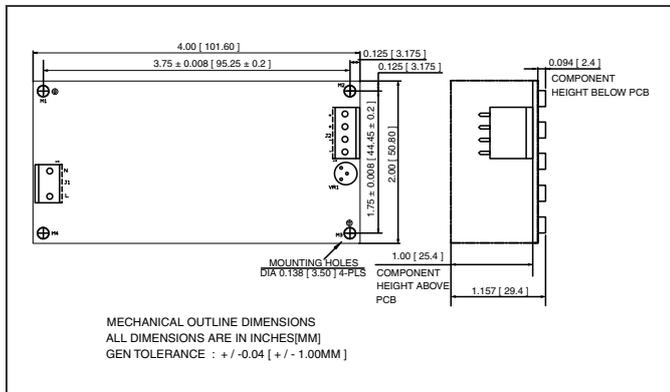 4.00 [ 101.60]
0.125 [ 3.175]
3.75 ± 0.008 [ 95.25 ± 0.2 ]
0.125 [ 3.175]
0.094 [ 2.4 ]
COMPONENT
HEIGHT BELOW PCB
M1
M2
J2
1.75 ± 0.008 [ 44.45 ± 0.2 ]
2.00 [ 50.80]
N
J1
L
VR1
M4
M3
MOUNTING HOLES
DIA 0.138 [ 3.50] 4-PLS
1.00 [ 25.4]
COMPONENT
HEIGHT ABOVE
PCB
1.157 [ 29.4 ]
MECHANICAL OUTLINE DIMENSIONS
ALL DIMENSIONS ARE IN INCHES[MM]
GEN TOLERANCE : + / -0.04 [ + / - 1.00MM ]